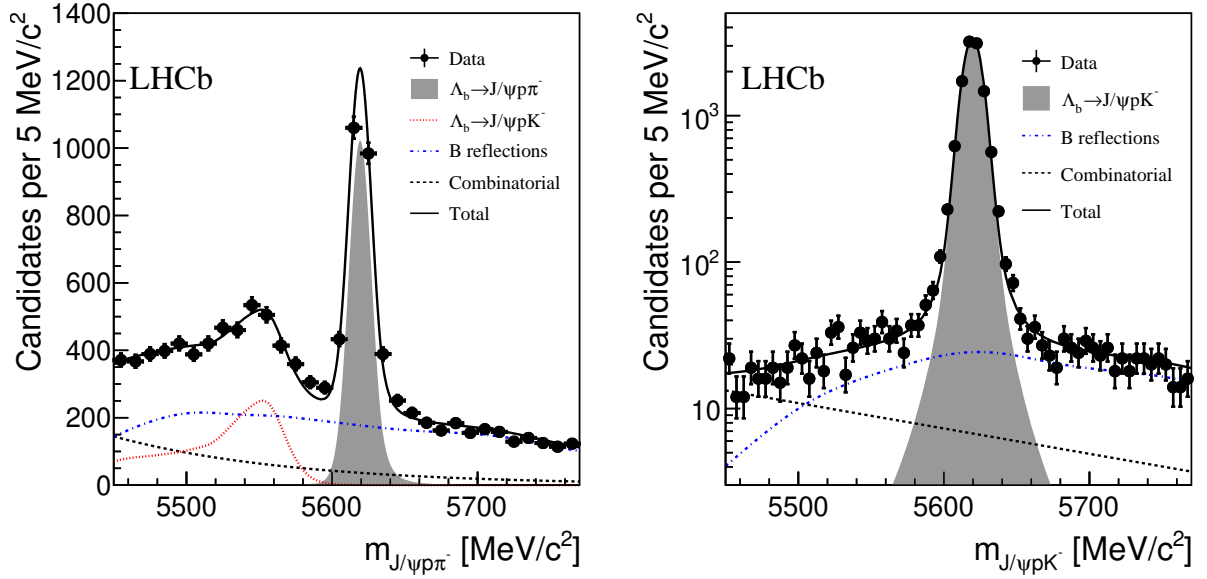 Candidates per 5 MeV/c²
1400
1200
1000
800
600
400
200
0
LHCb
Data
Λb→J/ψpπ⁻
Λb→J/ψpK⁻
B reflections
Combinatorial
Total
5500
5600
5700
mJ/ψpπ⁻ [MeV/c²]
Candidates per 5 MeV/c²
10³
10²
10
LHCb
Data
Λb→J/ψpK⁻
B reflections
Combinatorial
Total
5500
5600
5700
mJ/ψpK⁻ [MeV/c²]